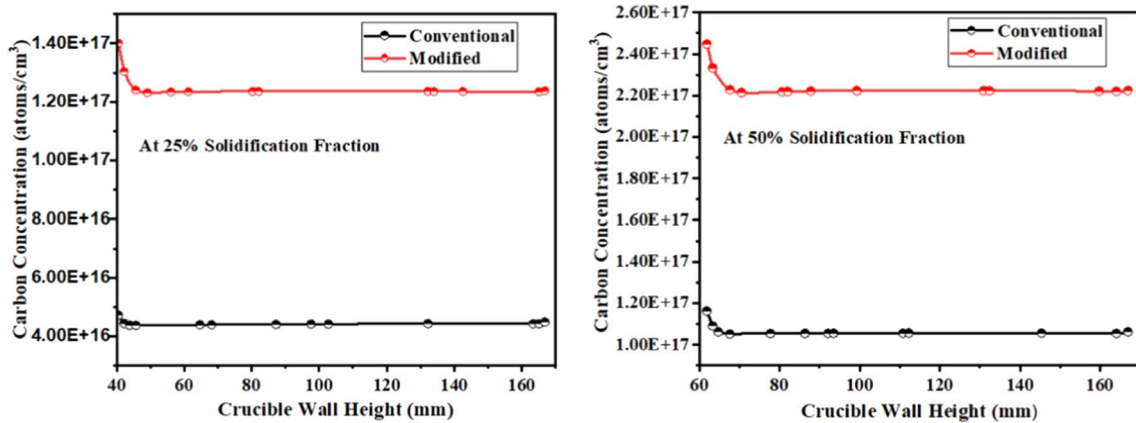 Carbon Concentration (atoms/cm³)
1.40E+17
1.20E+17
1.00E+17
8.00E+16
6.00E+16
4.00E+16
Conventional
Modified
At 25% Solidification Fraction
40 60 80 100 120 140 160
Crucible Wall Height (mm)
Carbon Concentration (atoms/cm³)
2.60E+17
2.40E+17
2.20E+17
2.00E+17
1.80E+17
1.60E+17
1.40E+17
1.20E+17
1.00E+17
Conventional
Modified
At 50% Solidification Fraction
60 80 100 120 140 160
Crucible Wall Height (mm)